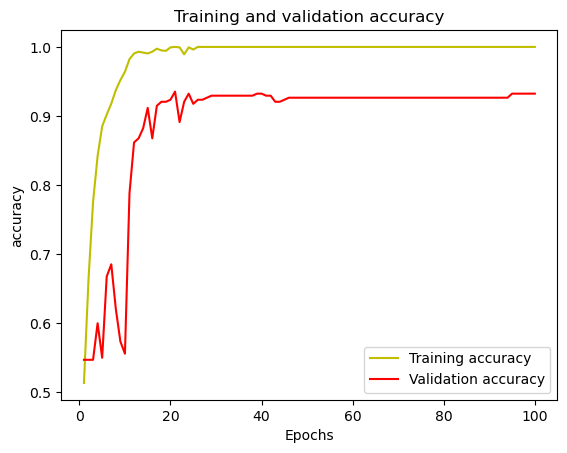 Training and validation accuracy
1.0
0.9
0.8
0.7
0.6
0.5
accuracy
Training accuracy
Validation accuracy
0 20 40 60 80 100
Epochs